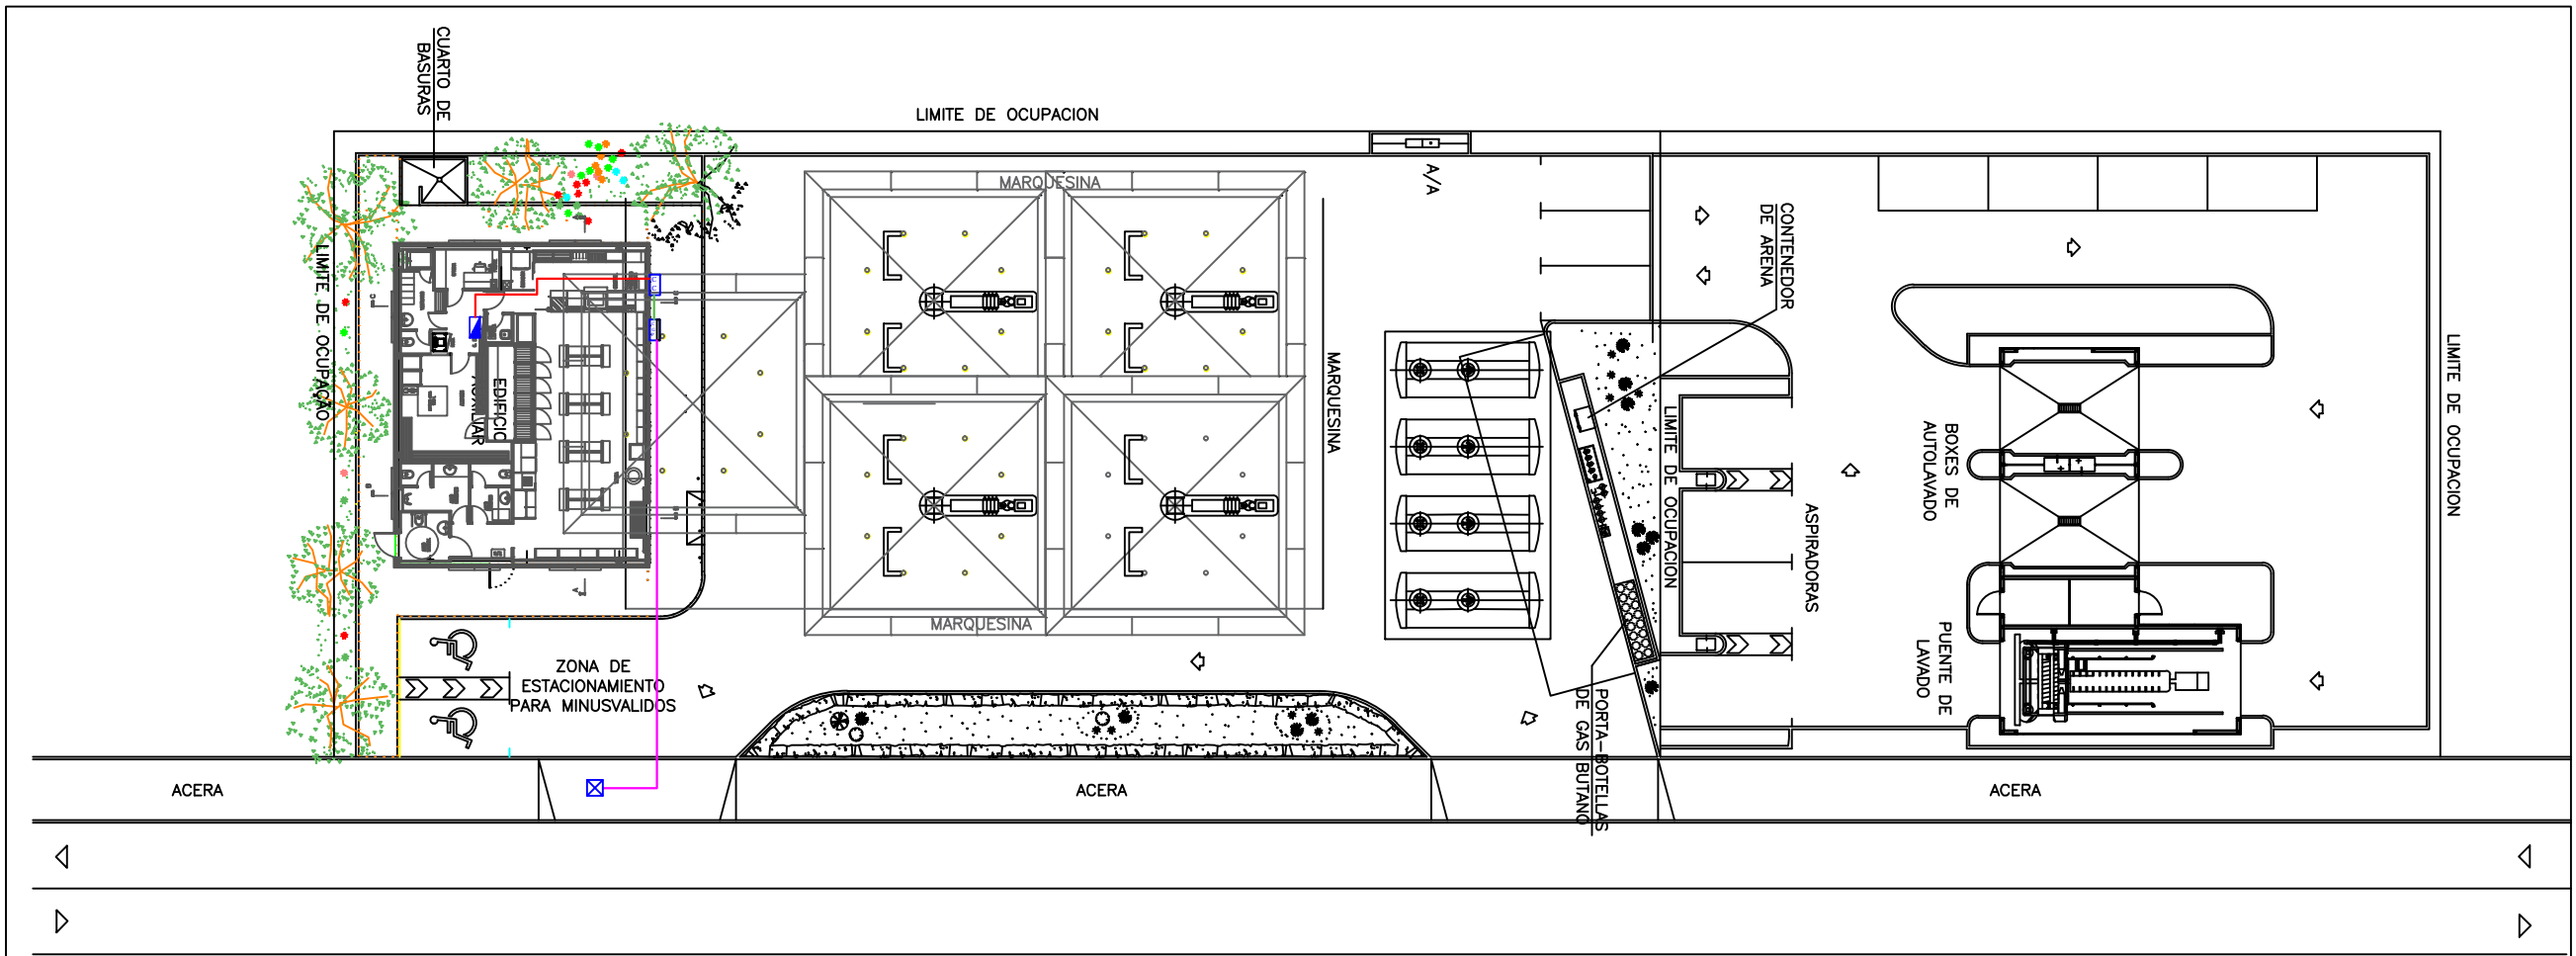 CUARTO DE
BASURAS
LIMITE DE OCUPACION
MARQUESINA
A/A
CONTENEDOR
DE ARENA
LIMITE DE OCUPAÇÃO
EDIFICIO
AUXILIAR
MARQUESINA
LIMITE DE OCUPACION
LIMITE DE OCUPACION
BOXES DE
AUTOLAVADO
ASPIRADORAS
MARQUESINA
PUENTE DE
LAVADO
ZONA DE
ESTACIONAMIENTO
PARA MINUSVALIDOS
PORTA-BOTELLAS
DE GAS BUTANO
ACERA
ACERA
ACERA